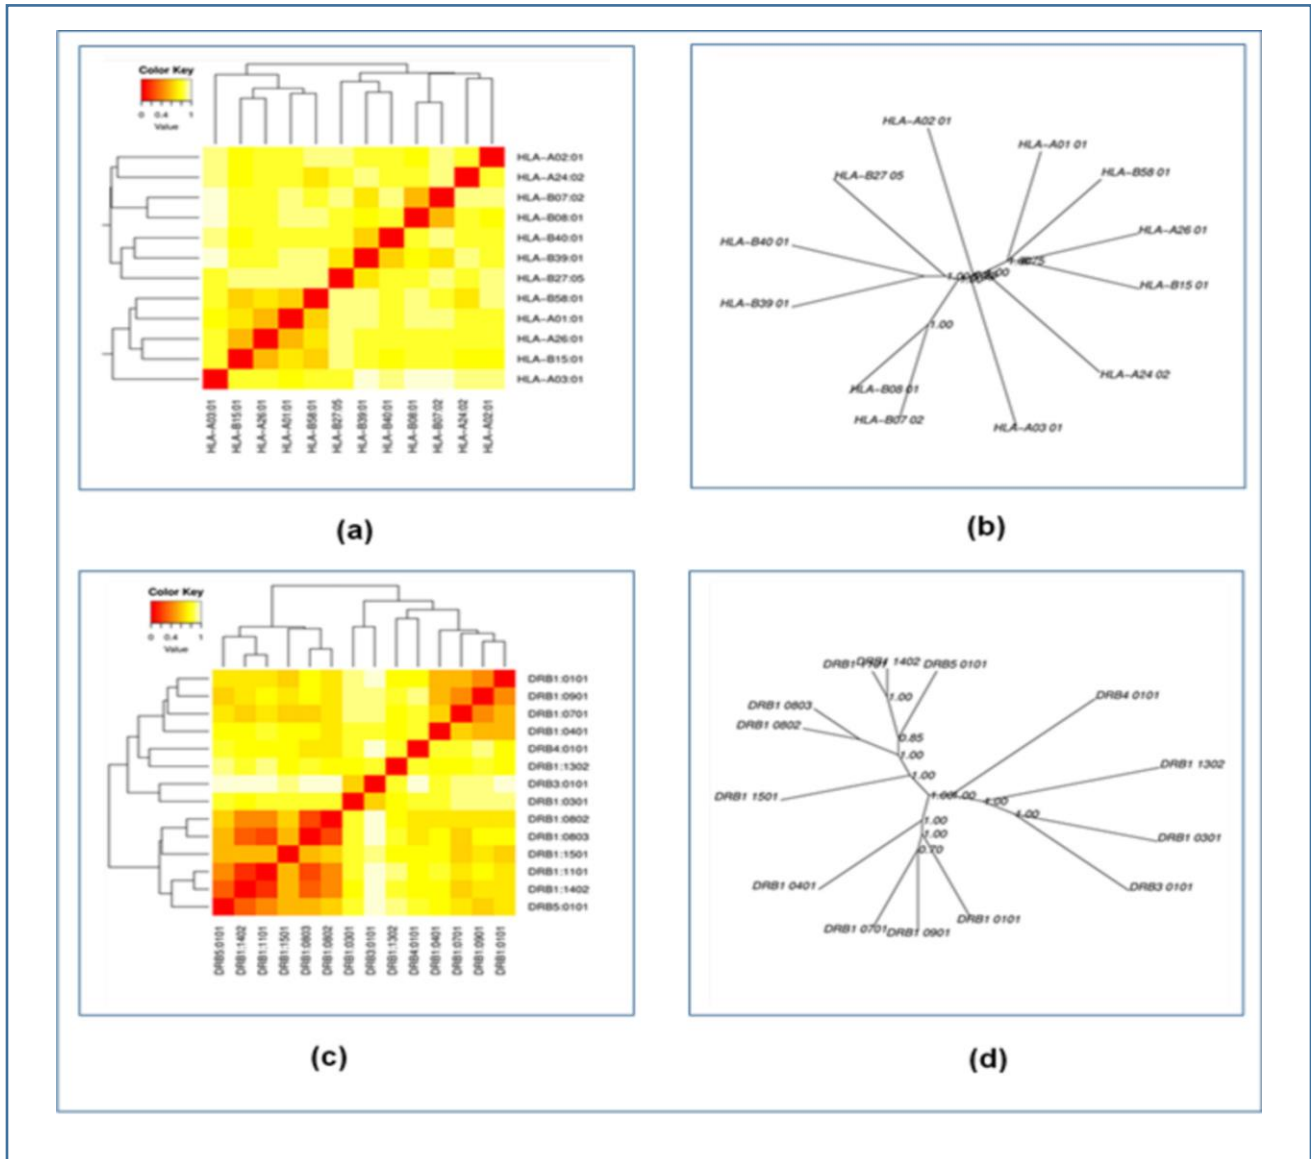 Color Key
0 0.4 1
Value
HLA-A02:01
HLA-A24:02
HLA-B07:02
HLA-B08:01
HLA-B40:01
HLA-B39:01
HLA-B27:05
HLA-B58:01
HLA-A01:01
HLA-A26:01
HLA-B15:01
HLA-A03:01
HLA-A03:01
HLA-B15:01
HLA-A26:01
HLA-A01:01
HLA-B58:01
HLA-B27:05
HLA-B39:01
HLA-B40:01
HLA-B08:01
HLA-B07:02
HLA-A24:02
HLA-A02:01
(a)
HLA-A02 01
HLA-A01 01
HLA-B27 05
HLA-B58 01
HLA-A26 01
HLA-B40 01
HLA-B15 01
HLA-B39 01
1.00
HLA-A24 02
HLA-B08 01
HLA-B07 02
HLA-A03 01
(b)
Color Key
0 0.4 1
Value
DRB1:0101
DRB1:0901
DRB1:0701
DRB1:0401
DRB4:0101
DRB1:1302
DRB3:0101
DRB1:0301
DRB1:0802
DRB1:0803
DRB1:1501
DRB1:1101
DRB1:1402
DRB5:0101
DRB5:0101
DRB1:1402
DRB1:1101
DRB1:1501
DRB1:0803
DRB1:0802
DRB1:0301
DRB3:0101
DRB1:1302
DRB4:0101
DRB1:0401
DRB1:0701
DRB1:0901
DRB1:0101
(c)
DRB1 1101
DRB1 1402
DRB5 0101
1.00
DRB4 0101
DRB1 0803
DRB1 0802
0.85
1.00
DRB1 1302
1.00
DRB1 1501
1.00
1.00
1.00
1.00
1.00
1.00
DRB1 0301
0.70
DRB1 0401
DRB3 0101
DRB1 0701
DRB1 0901
DRB1 0101
(d)